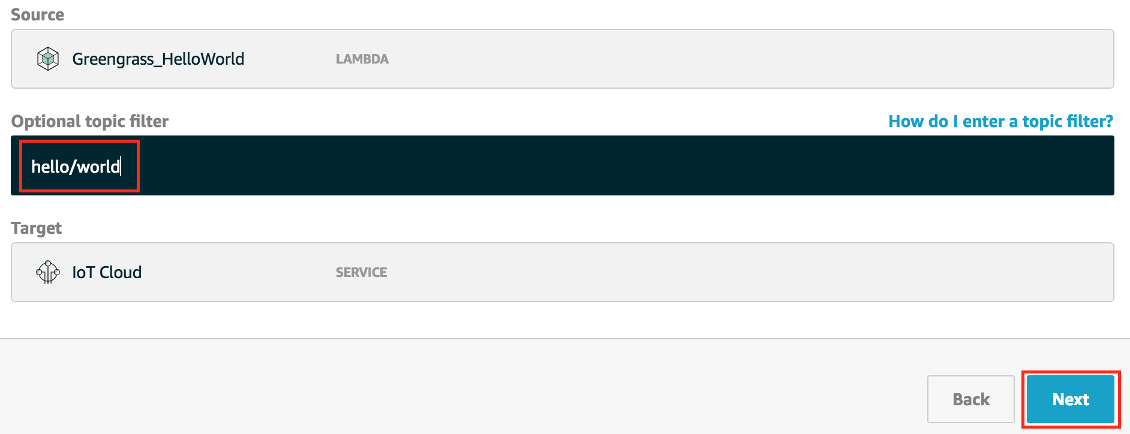 Source
Greengrass_HelloWorld LAMBDA
Optional topic filter How do I enter a topic filter?
hello/world
Target
IoT Cloud SERVICE
Back Next